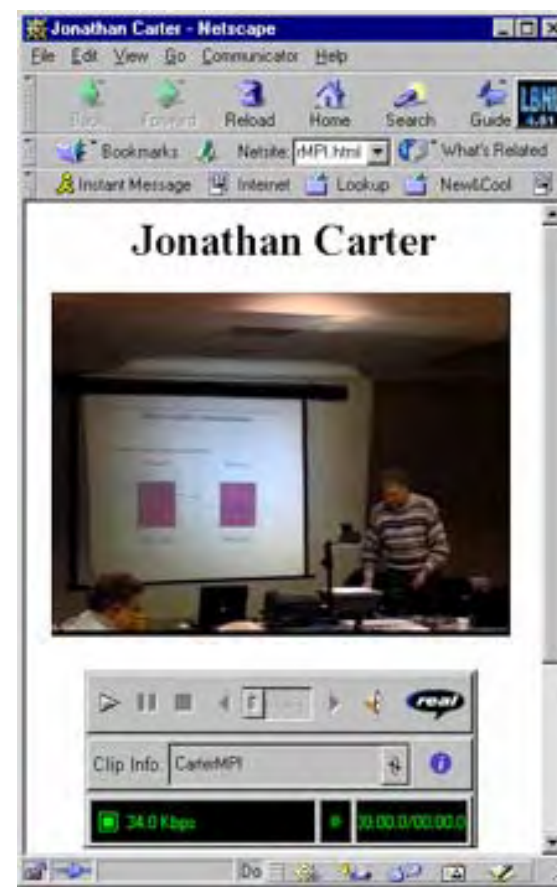 Jonathan Carter - Netscape
File Edit View Go Communicator Help
Back Forward Reload Home Search Guide
Bookmarks Netsite: rMPI.html What's Related
Instant Message Internet Lookup New&Cool
Jonathan Carter
real
Clip Info: CarterMPI
34.0 Kbps 00:00.0/00:00.0
Do